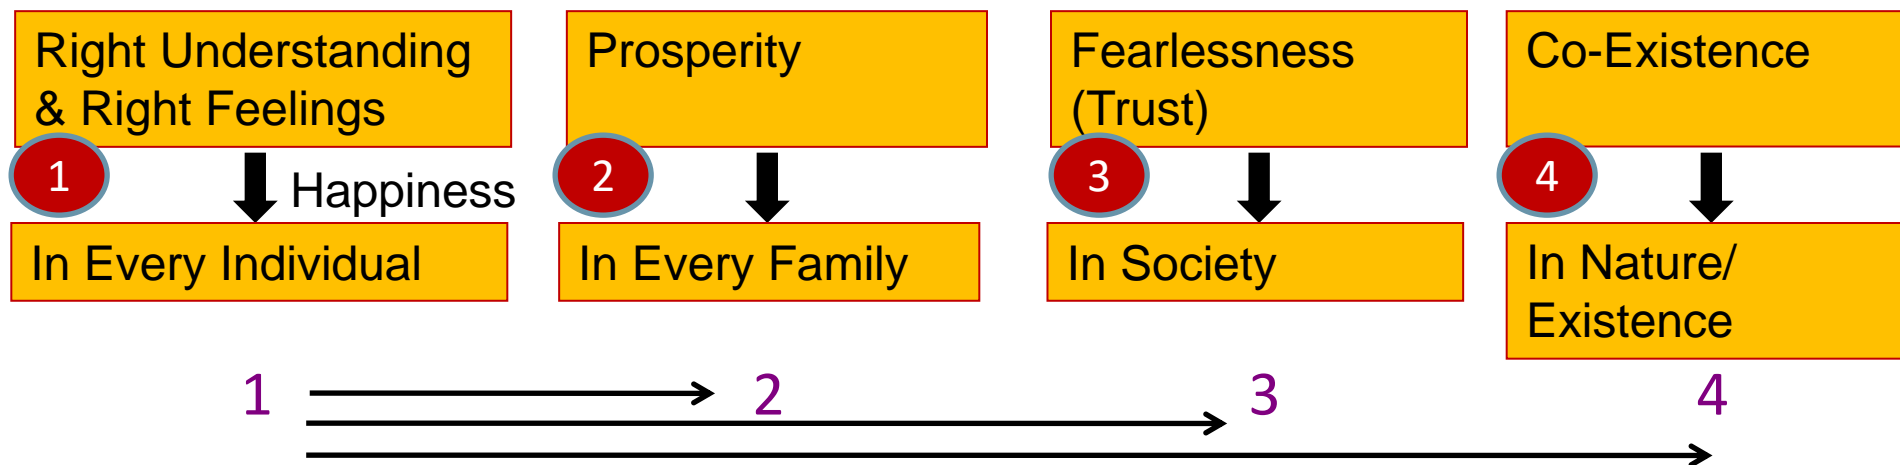 Right Understanding
& Right Feelings
Prosperity
Fearlessness
(Trust)
Co-Existence
1
Happiness
2
3
4
In Every Individual
In Every Family
In Society
In Nature/
Existence
1
2
3
4